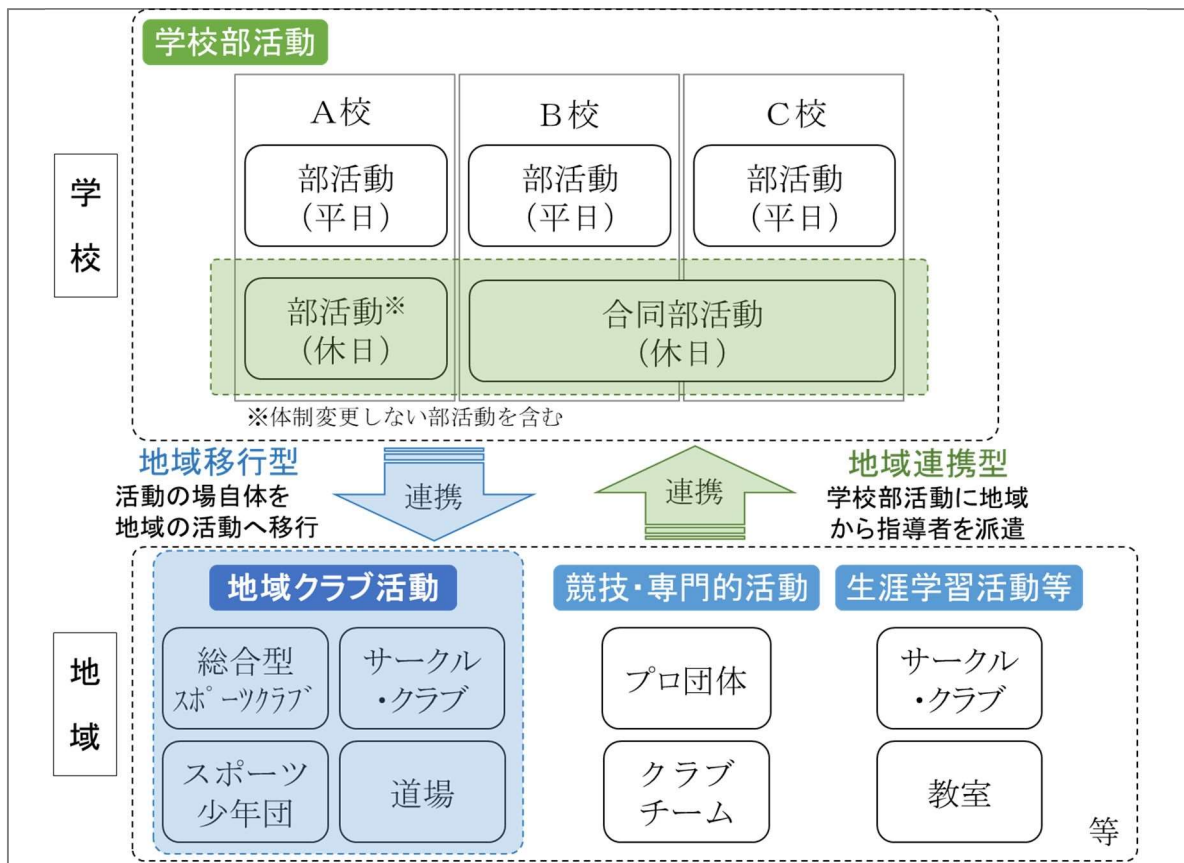 学校部活動
学校
A校
B校
C校
部活動
(平日)
部活動
(平日)
部活動
(平日)
部活動※
(休日)
合同部活動
(休日)
※体制変更しない部活動を含む
地域移行型
活動の場自体を
地域の活動へ移行
連携
連携
地域連携型
学校部活動に地域
から指導者を派遣
地域
地域クラブ活動
総合型
スポーツクラブ
サークル
・クラブ
スポーツ
少年団
道場
競技・専門的活動
プロ団体
クラブ
チーム
生涯学習活動等
サークル
・クラブ
教室
等